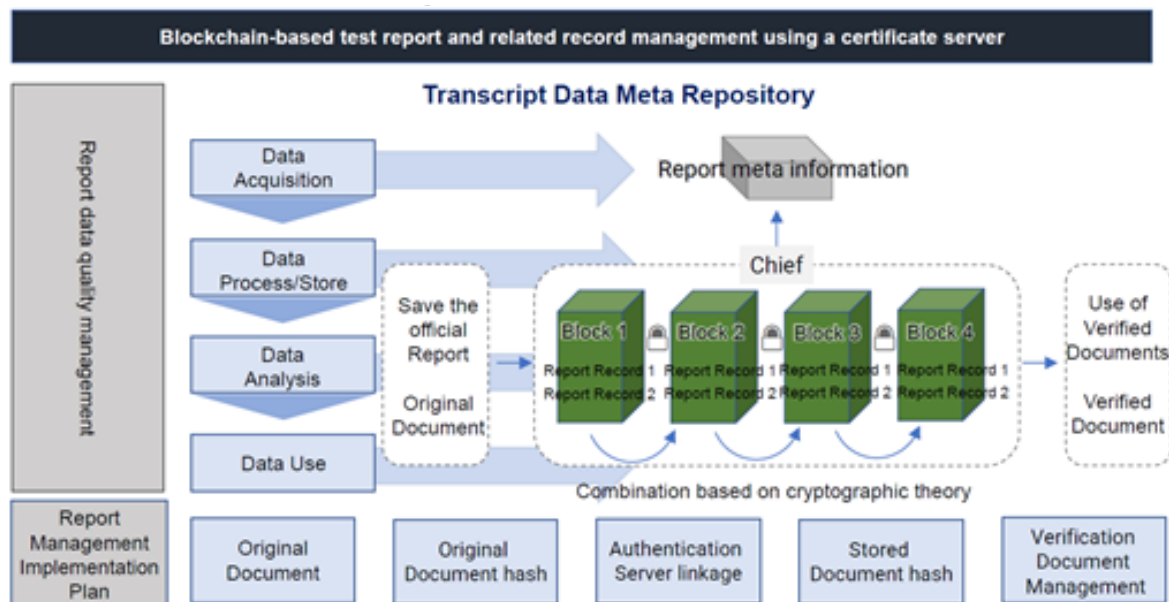 Blockchain-based test report and related record management using a certificate server
Transcript Data Meta Repository
Report data quality management
Data
Acquisition
Report meta information
Data
Process/Store
Chief
Data
Analysis
Save the
official
Report
Original
Document
Block 1
Block 2
Block 3
Block 4
Report Record 1
Report Record 2
Report Record 1
Report Record 2
Report Record 1
Report Record 2
Report Record 1
Report Record 2
Use of
Verified
Documents
Verified
Document
Data Use
Combination based on cryptographic theory
Report
Management
Implementation
Plan
Original
Document
Original
Document hash
Authentication
Server linkage
Stored
Document hash
Verification
Document
Management